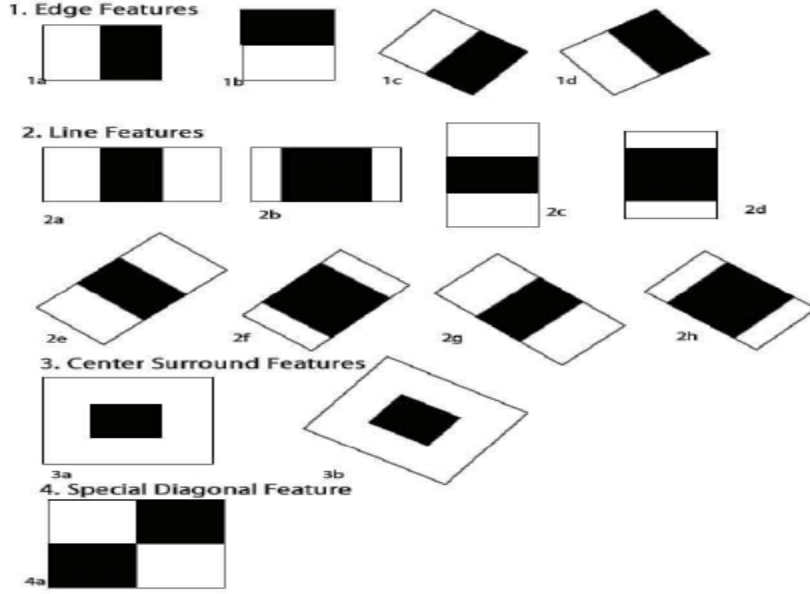 1. Edge Features
1a 1b 1c 1d
2. Line Features
2a 2b 2c 2d
2e 2f 2g 2h
3. Center Surround Features
3a 3b
4. Special Diagonal Feature
4a